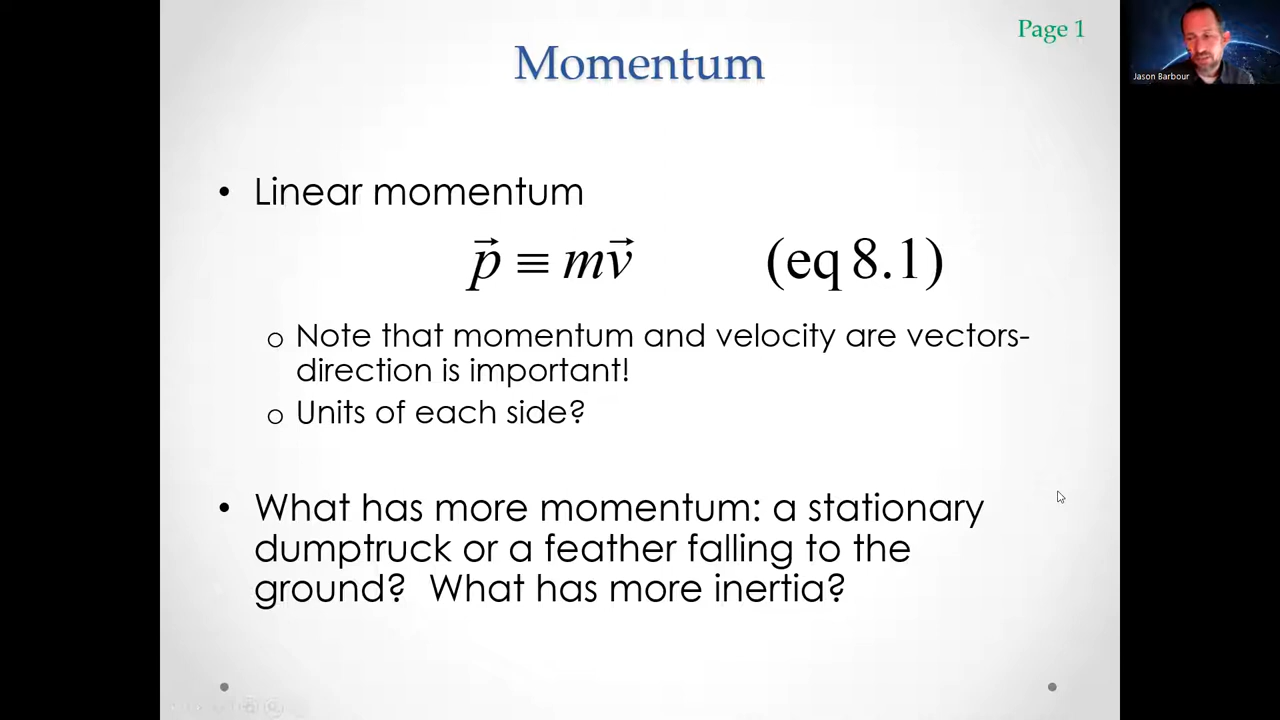 Page 1
Jason Barbour
Momentum
• Linear momentum
p⃗ ≡ mv⃗ (eq 8.1)
o Note that momentum and velocity are vectors-
direction is important!
o Units of each side?
• What has more momentum: a stationary
dumptruck or a feather falling to the
ground? What has more inertia?